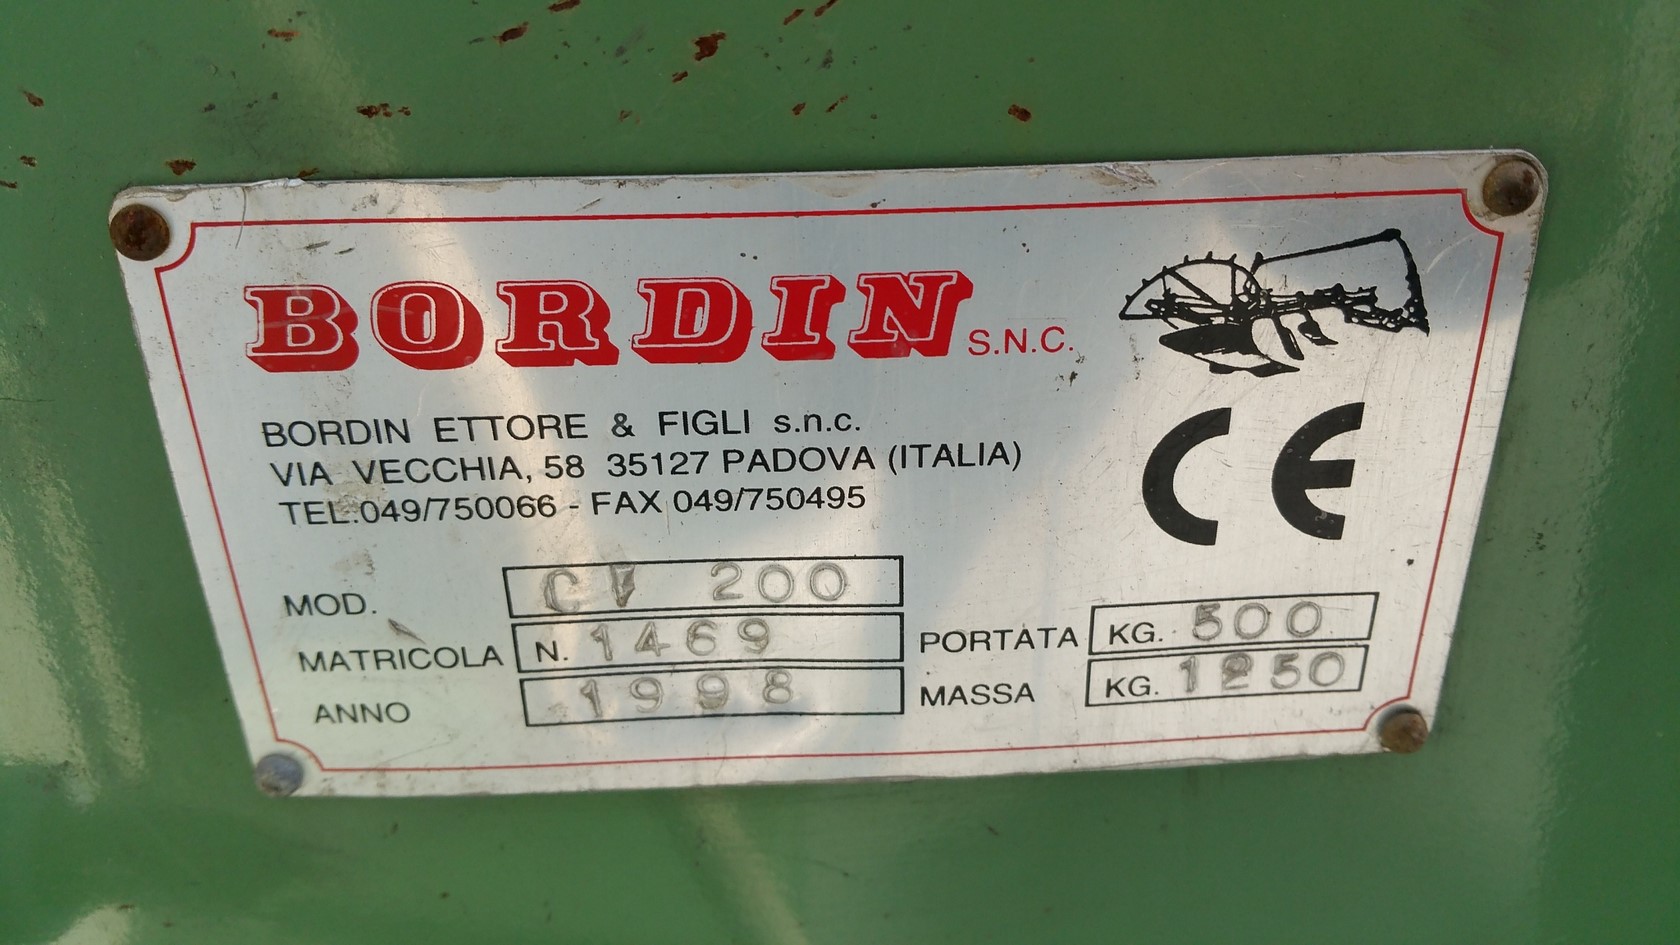 BORDIN S.N.C.
BORDIN ETTORE & FIGLI s.n.c.
VIA VECCHIA, 58 35127 PADOVA (ITALIA)
TEL.049/750066 - FAX 049/750495
CE
MOD. CV 200
MATRICOLA N. 1469 PORTATA KG. 500
ANNO 1998 MASSA KG. 1250